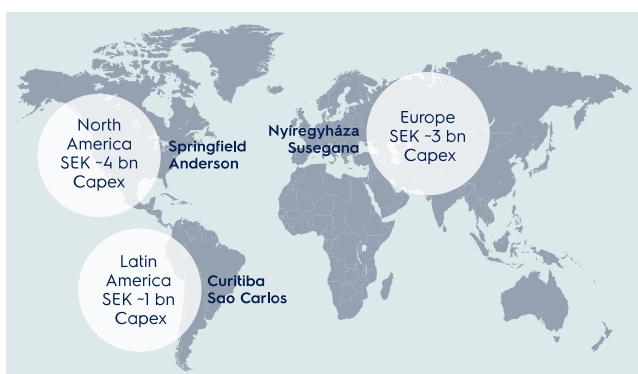 North
America
SEK ~4 bn
Capex
Springfield
Anderson
Nyíregyháza
Susegana
Europe
SEK ~3 bn
Capex
Latin
America
SEK ~1 bn
Capex
Curitiba
Sao Carlos